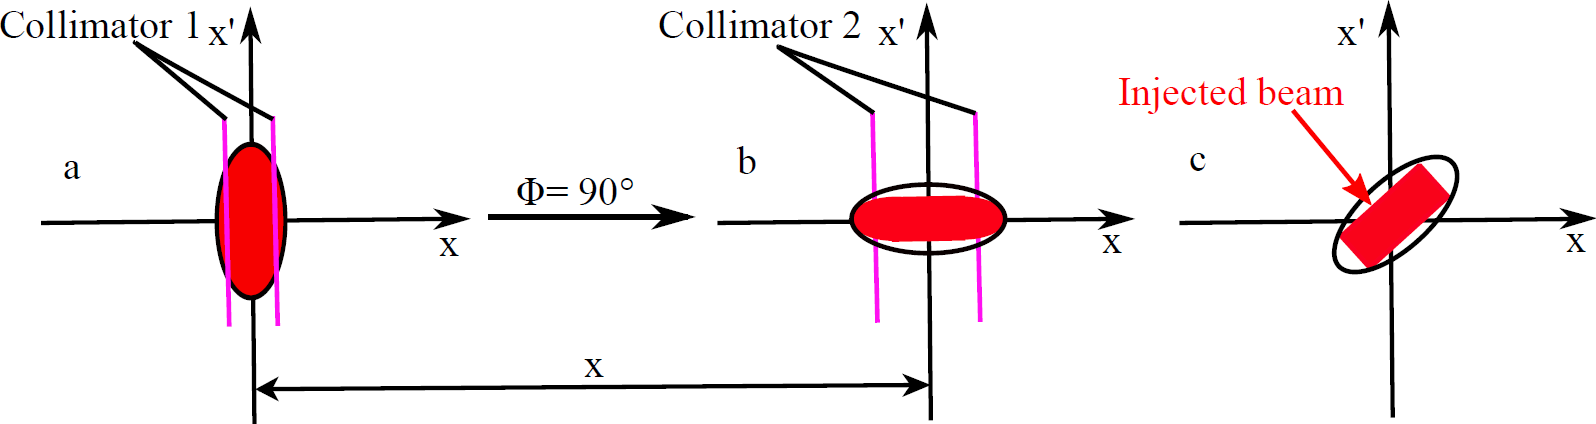 Collimator 1
x'
a
x
Φ= 90°
Collimator 2
x'
b
x
x
Injected beam
x'
c
x